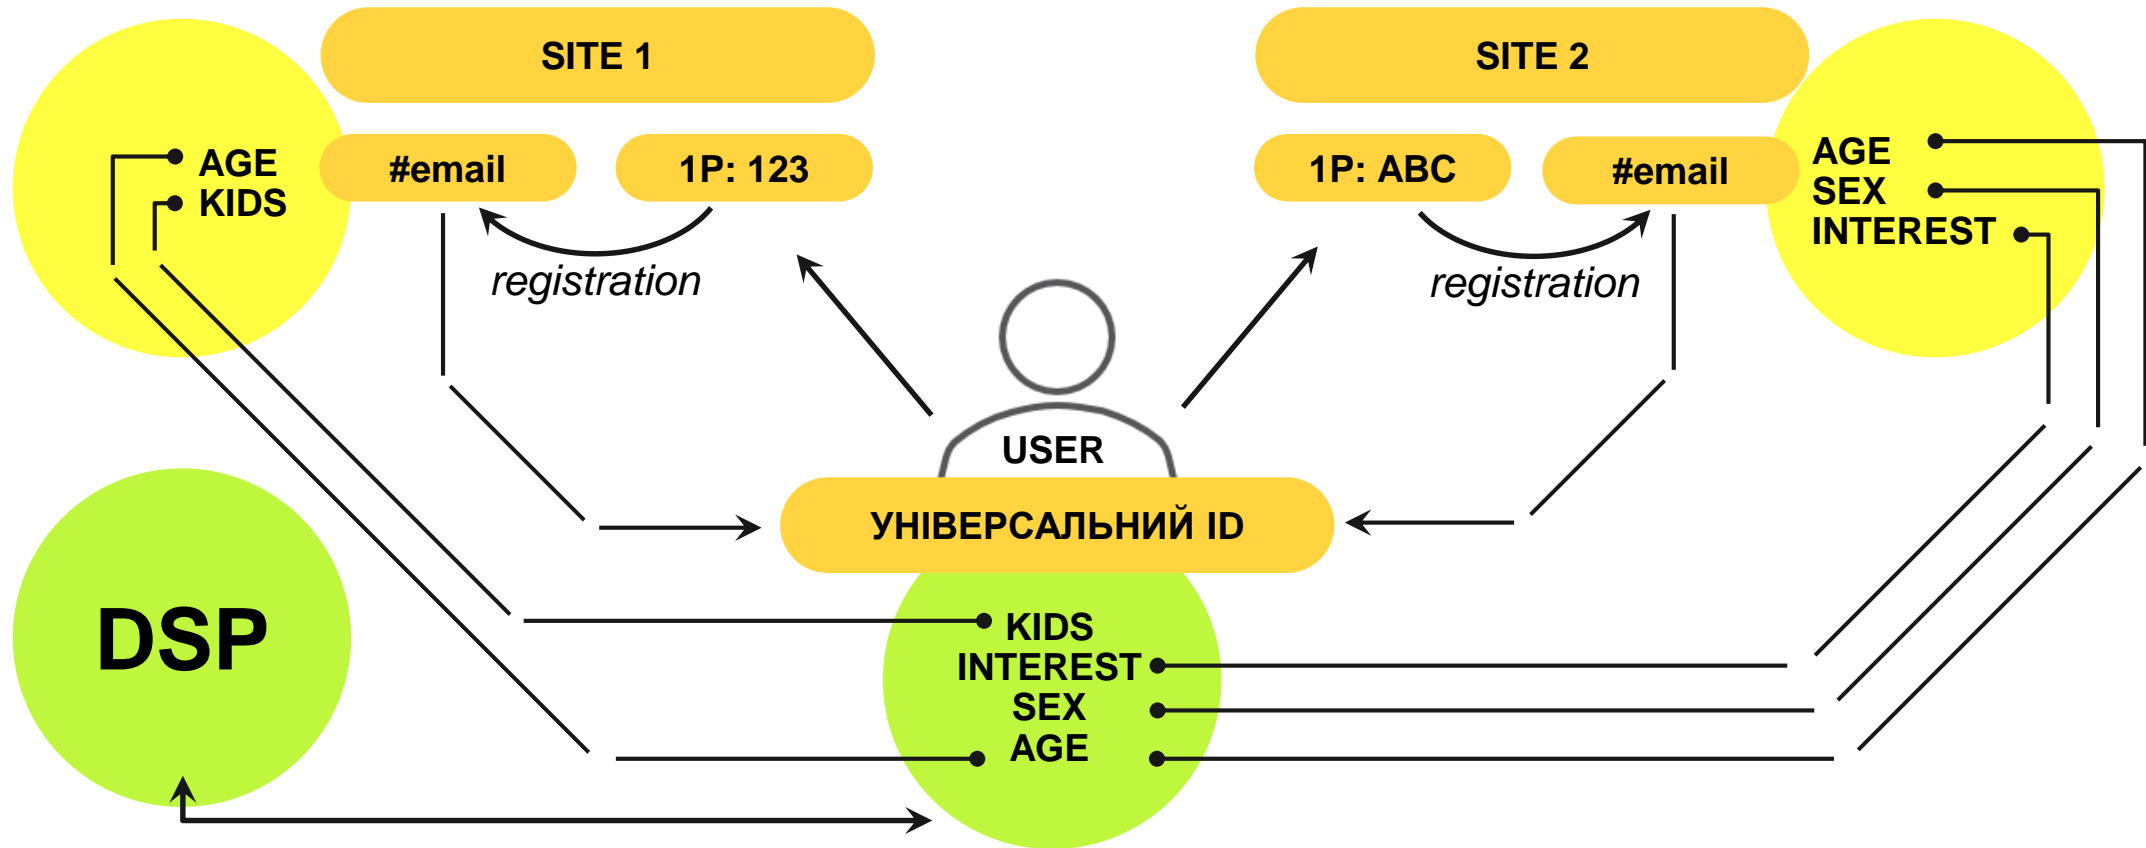 SITE 1
SITE 2
AGE
KIDS
#email
1P: 123
registration
1P: ABC
#email
registration
AGE
SEX
INTEREST
USER
УНІВЕРСАЛЬНИЙ ID
DSP
KIDS
INTEREST
SEX
AGE